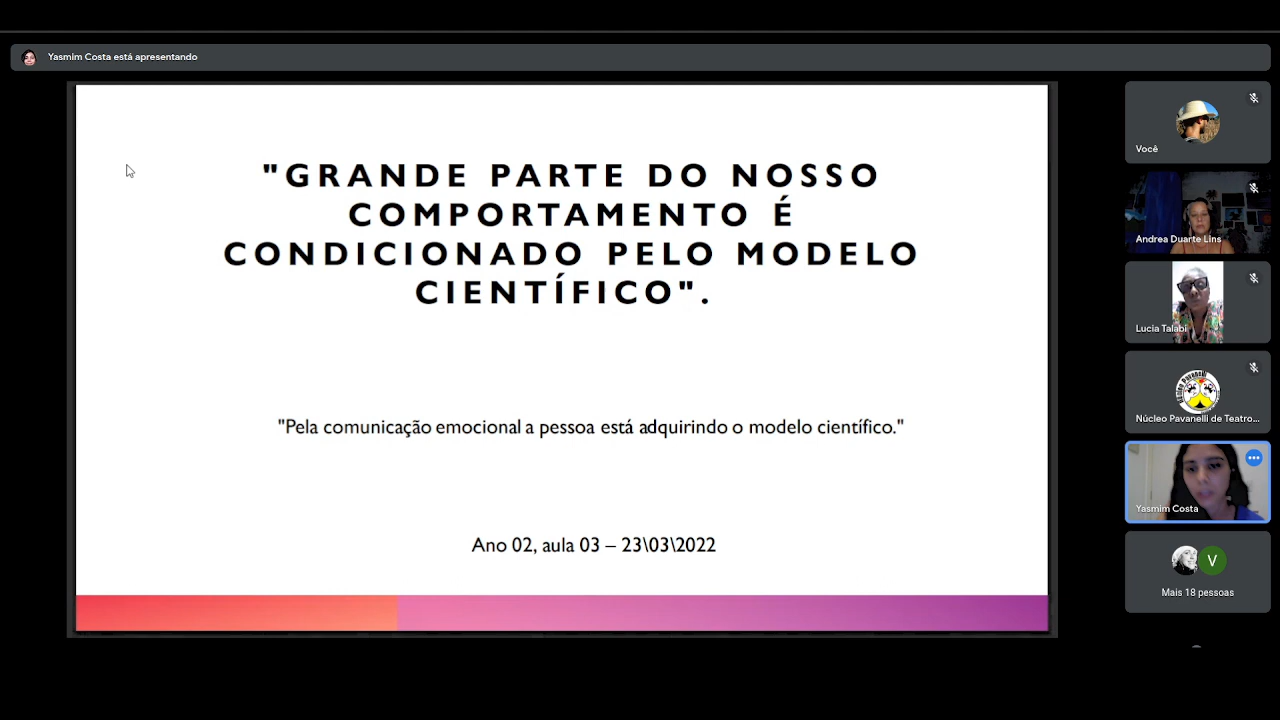 Yasmim Costa está apresentando
"GRANDE PARTE DO NOSSO
COMPORTAMENTO É
CONDICIONADO PELO MODELO
CIENTÍFICO".
"Pela comunicação emocional a pessoa está adquirindo o modelo científico."
Ano 02, aula 03 – 23\03\2022
Você
Andrea Duarte Lins
Lucia Talabi
Núcleo Pavanelli de Teatro...
Yasmim Costa
V
Mais 18 pessoas